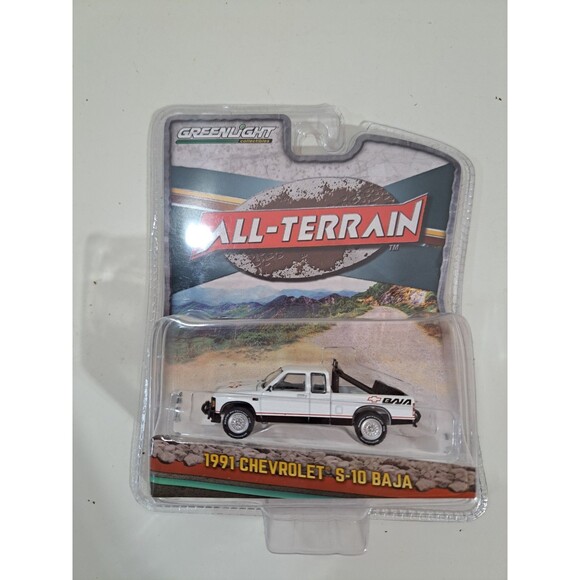 GREENLIGHT
collectibles
ALL-TERRAIN
TM
BAJA
1991 CHEVROLET S-10 BAJA